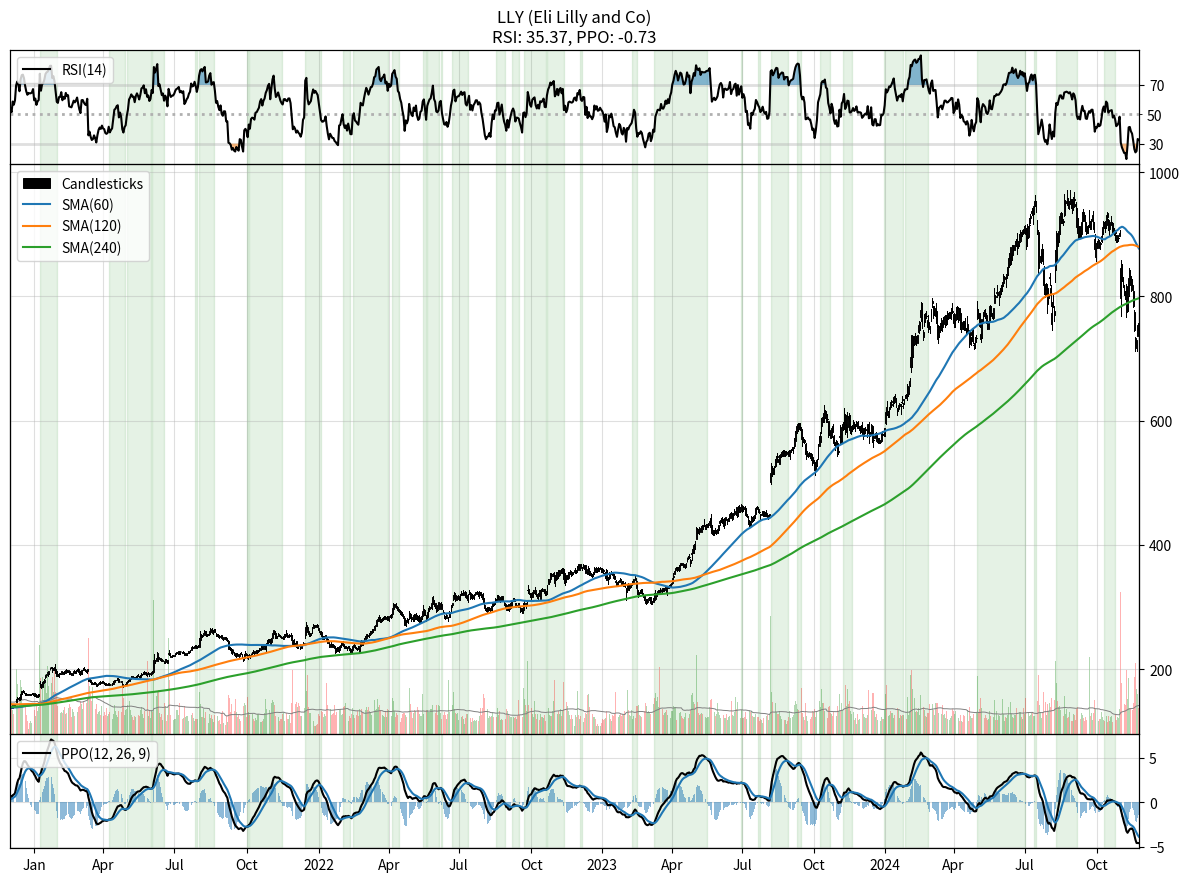 LLY (Eli Lilly and Co)
RSI: 35.37, PPO: -0.73
RSI(14)
70
50
30
Candlesticks
SMA(60)
SMA(120)
SMA(240)
1000
800
600
400
200
PPO(12, 26, 9)
5
0
−5
Jan Apr Jul Oct 2022 Apr Jul Oct 2023 Apr Jul Oct 2024 Apr Jul Oct